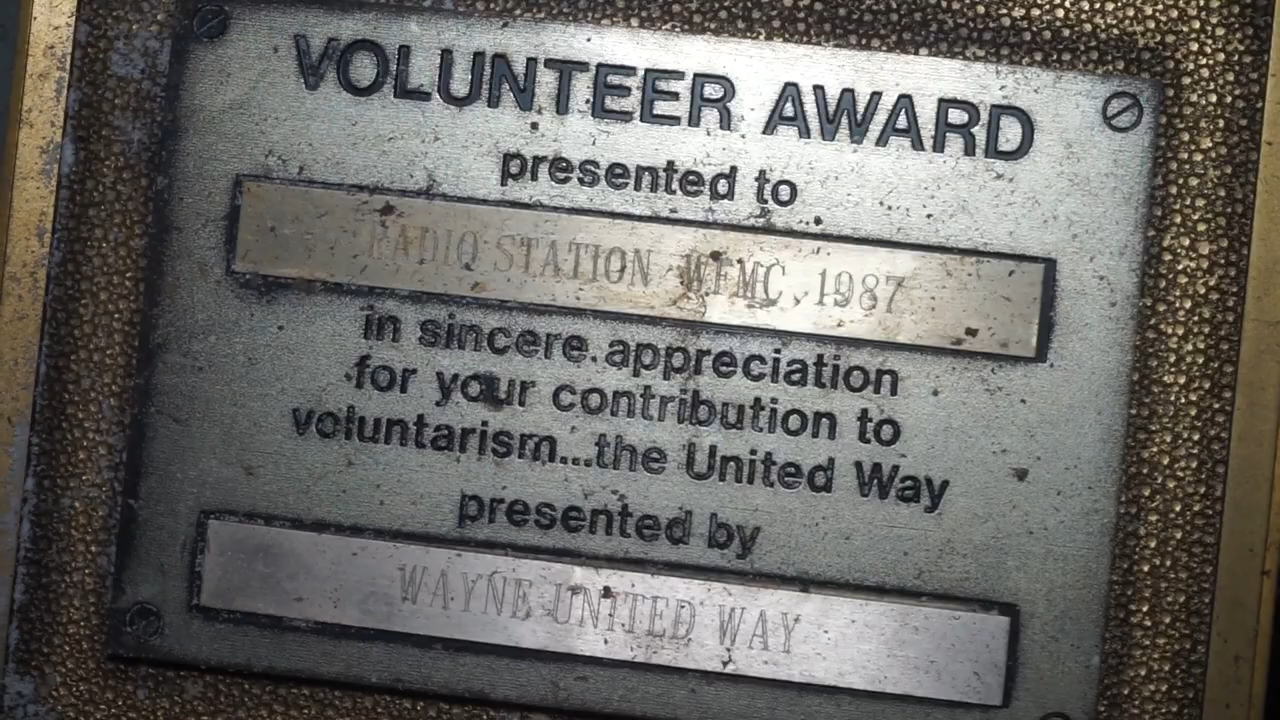 VOLUNTEER AWARD
presented to
RADIO STATION WFMC, 1987
in sincere appreciation
for your contribution to
voluntarism...the United Way
presented by
WAYNE UNITED WAY